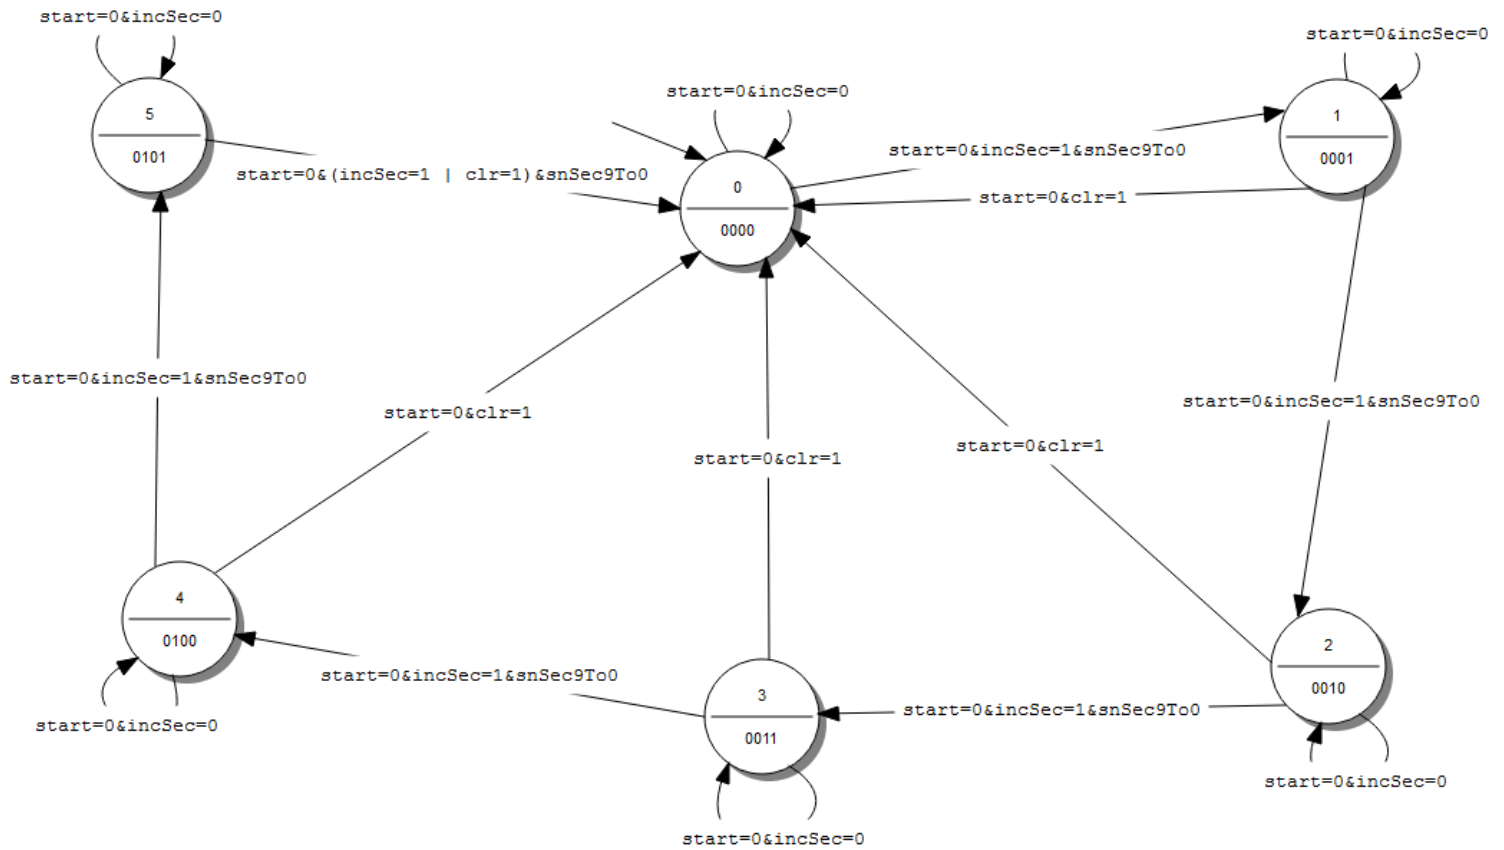 start=0&incSec=0
start=0&incSec=0
start=0&incSec=0
5
0101
1
0001
start=0&incSec=1&snSec9To0
start=0&(incSec=1 | clr=1)&snSec9To0
0
0000
start=0&clr=1
start=0&incSec=1&snSec9To0
start=0&clr=1
start=0&incSec=1&snSec9To0
start=0&clr=1
start=0&clr=1
4
0100
2
0010
start=0&incSec=1&snSec9To0
3
0011
start=0&incSec=1&snSec9To0
start=0&incSec=0
start=0&incSec=0
start=0&incSec=0